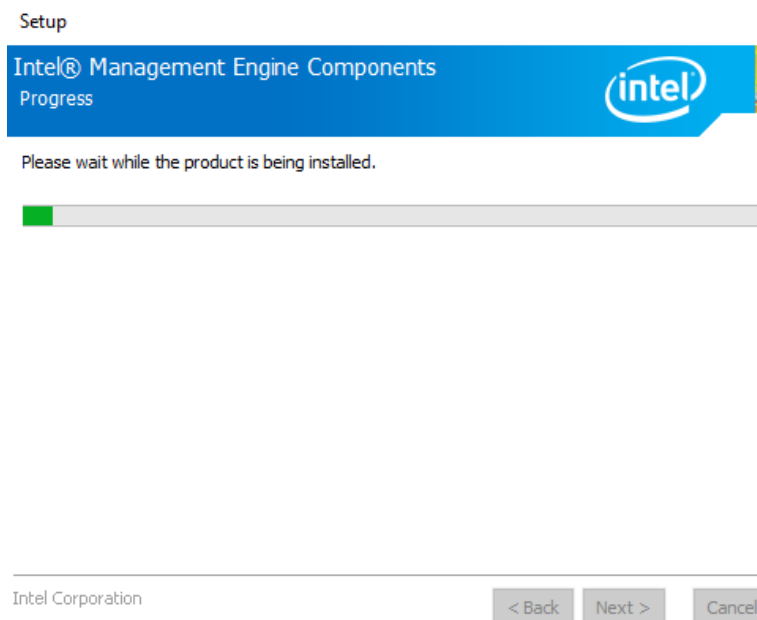 Setup
Intel® Management Engine Components
Progress
intel
Please wait while the product is being installed.
Intel Corporation
< Back Next > Cancel